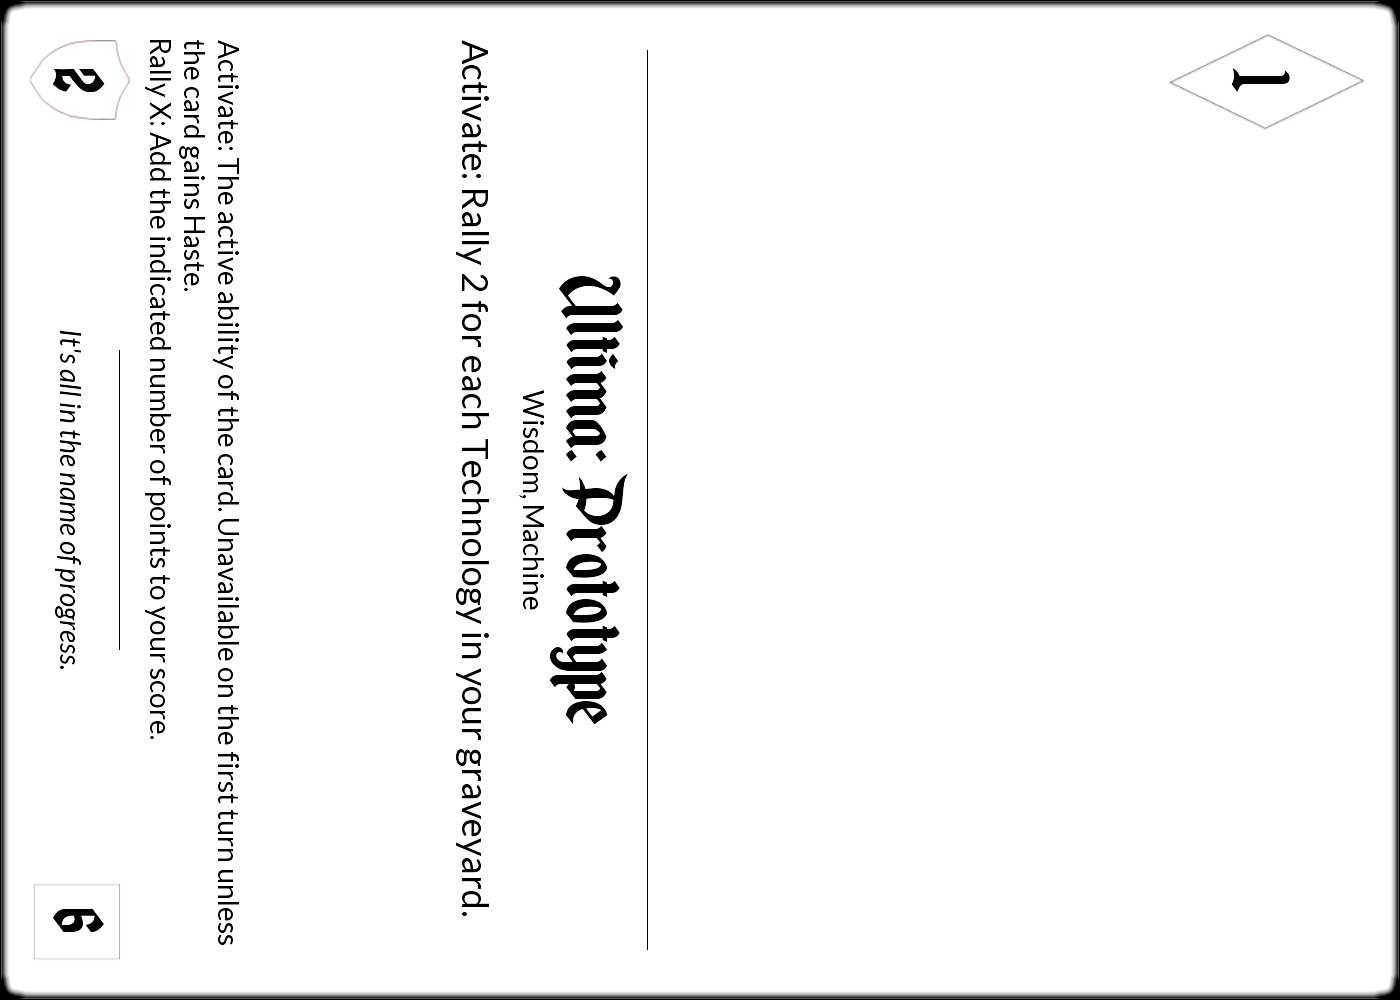 1
Ultima: Prototype
Wisdom, Machine
Activate: Rally 2 for each Technology in your graveyard.
Activate: The active ability of the card. Unavailable on the first turn unless
the card gains Haste.
Rally X: Add the indicated number of points to your score.
It's all in the name of progress.
2
6